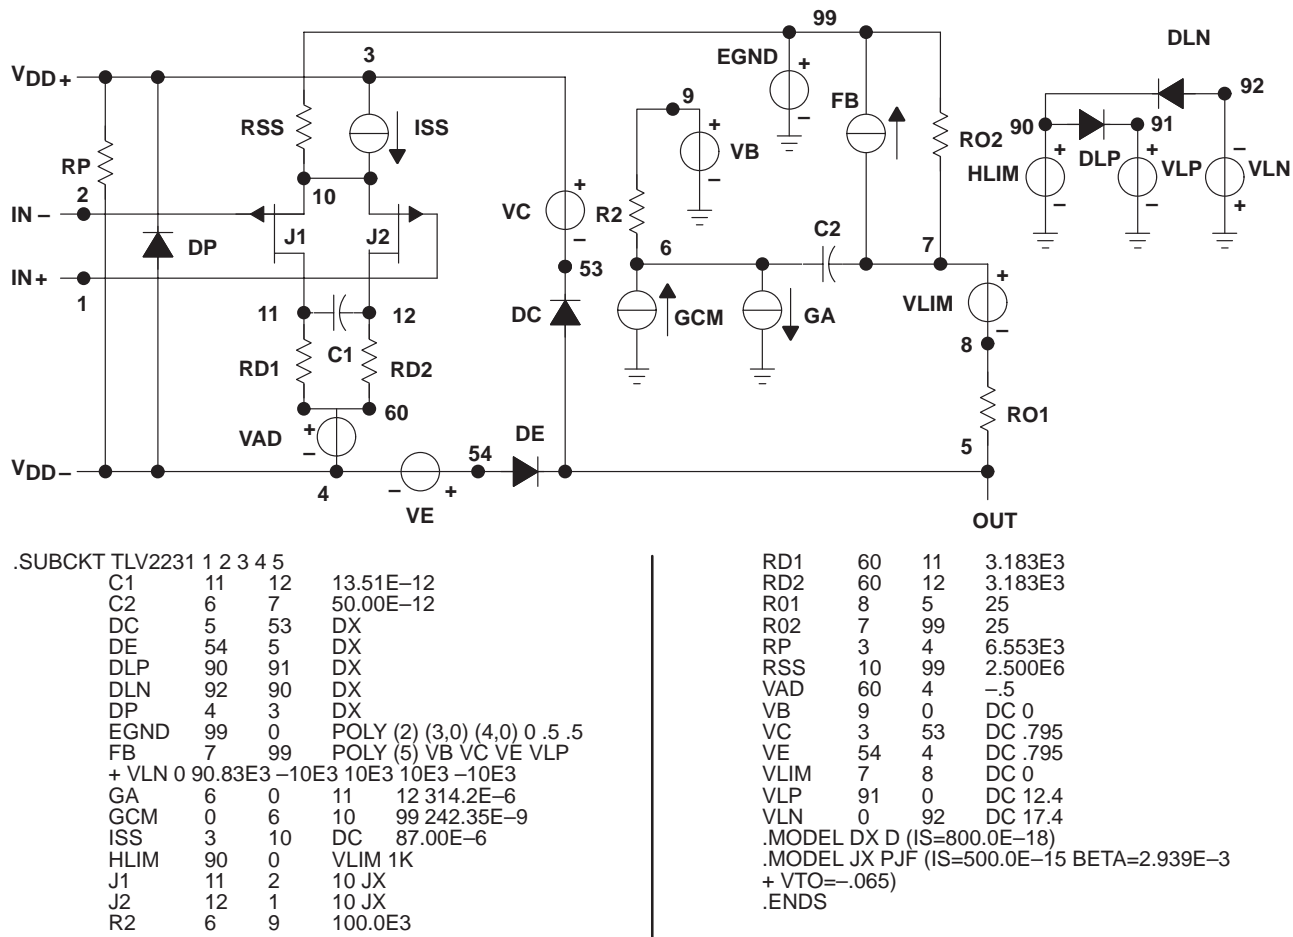 99
DLN
3
VDD+
EGND
+
–
92
9
FB
RSS
ISS
+
–
VB
RO2
90
91
DLP
RP
HLIM
+
–
+
–
VLP
–
+
VLN
2
10
IN–
J1
J2
VC
+
–
R2
C2
DP
6
7
IN+
1
53
+
–
VLIM
11
12
DC
GCM
GA
C1
8
RD1
RD2
60
RO1
VAD
+
–
DE
54
5
VDD–
4
–
+
VE
OUT
.SUBCKT TLV2231 1 2 3 4 5
C1 11 12 13.51E–12
C2 6 7 50.00E–12
DC 5 53 DX
DE 54 5 DX
DLP 90 91 DX
DLN 92 90 DX
DP 4 3 DX
EGND 99 0 POLY (2) (3,0) (4,0) 0 .5 .5
FB 7 99 POLY (5) VB VC VE VLP
+ VLN 0 90.83E3 –10E3 10E3 10E3 –10E3
GA 6 0 11 12 314.2E–6
GCM 0 6 10 99 242.35E–9
ISS 3 10 DC 87.00E–6
HLIM 90 0 VLIM 1K
J1 11 2 10 JX
J2 12 1 10 JX
R2 6 9 100.0E3
RD1 60 11 3.183E3
RD2 60 12 3.183E3
R01 8 5 25
R02 7 99 25
RP 3 4 6.553E3
RSS 10 99 2.500E6
VAD 60 4 –.5
VB 9 0 DC 0
VC 3 53 DC .795
VE 54 4 DC .795
VLIM 7 8 DC 0
VLP 91 0 DC 12.4
VLN 0 92 DC 17.4
.MODEL DX D (IS=800.0E–18)
.MODEL JX PJF (IS=500.0E–15 BETA=2.939E–3
+ VTO=–.065)
.ENDS